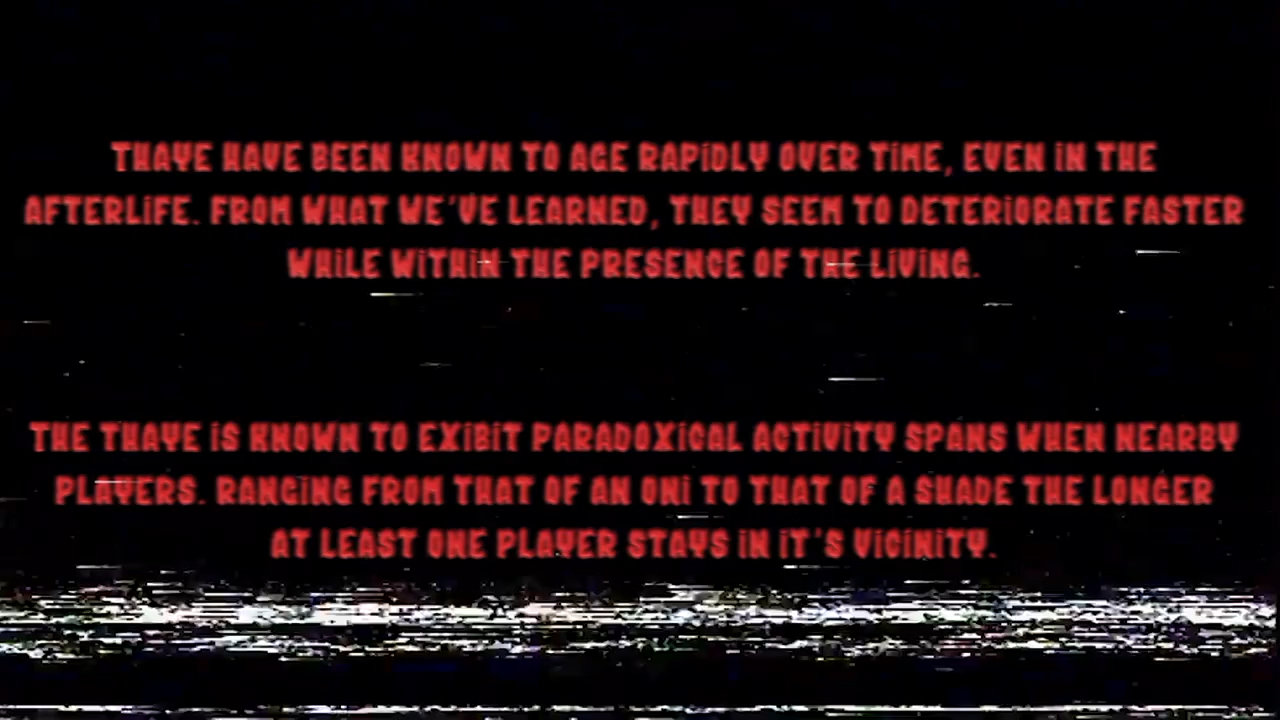 THAYE HAVE BEEN KNOWN TO AGE RAPiDLY OVER TiME, EVEN iN THE
AFTERLiFE. FROM WHAT WE'VE LEARNED, THEY SEEM TO DETERiORATE FASTER
WHiLE WiTHiN THE PRESENCE OF THE LiViNG.
THE THAYE iS KNOWN TO EXiBiT PARADOXiCAL ACTiViTY SPANS WHEN NEARBY
PLAYERS. RANGiNG FROM THAT OF AN ONi TO THAT OF A SHADE THE LONGER
AT LEAST ONE PLAYER STAYS iN iT'S ViCiNiTY.